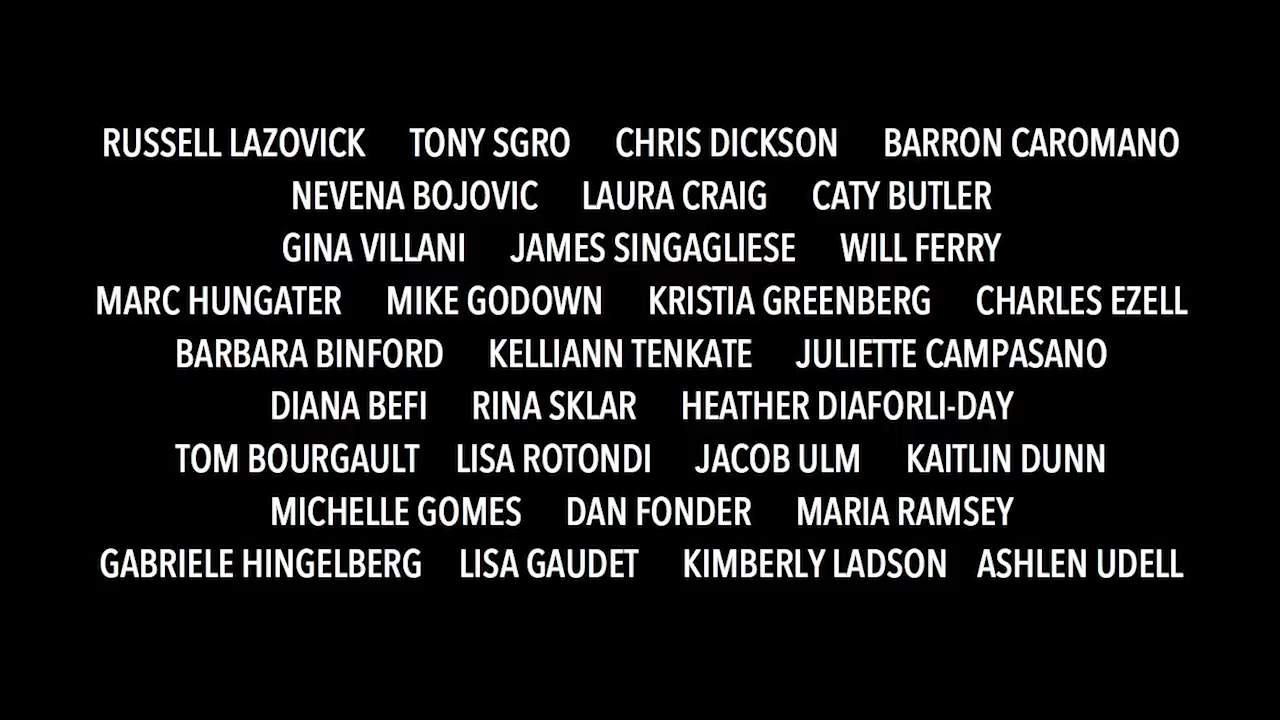 RUSSELL LAZOVICK TONY SGRO CHRIS DICKSON BARRON CAROMANO
NEVENA BOJOVIC LAURA CRAIG CATY BUTLER
GINA VILLANI JAMES SINGAGLIESE WILL FERRY
MARC HUNGATER MIKE GODOWN KRISTIA GREENBERG CHARLES EZELL
BARBARA BINFORD KELLIANN TENKATE JULIETTE CAMPASANO
DIANA BEFI RINA SKLAR HEATHER DIAFORLI-DAY
TOM BOURGAULT LISA ROTONDI JACOB ULM KAITLIN DUNN
MICHELLE GOMES DAN FONDER MARIA RAMSEY
GABRIELE HINGELBERG LISA GAUDET KIMBERLY LADSON ASHLEN UDELL